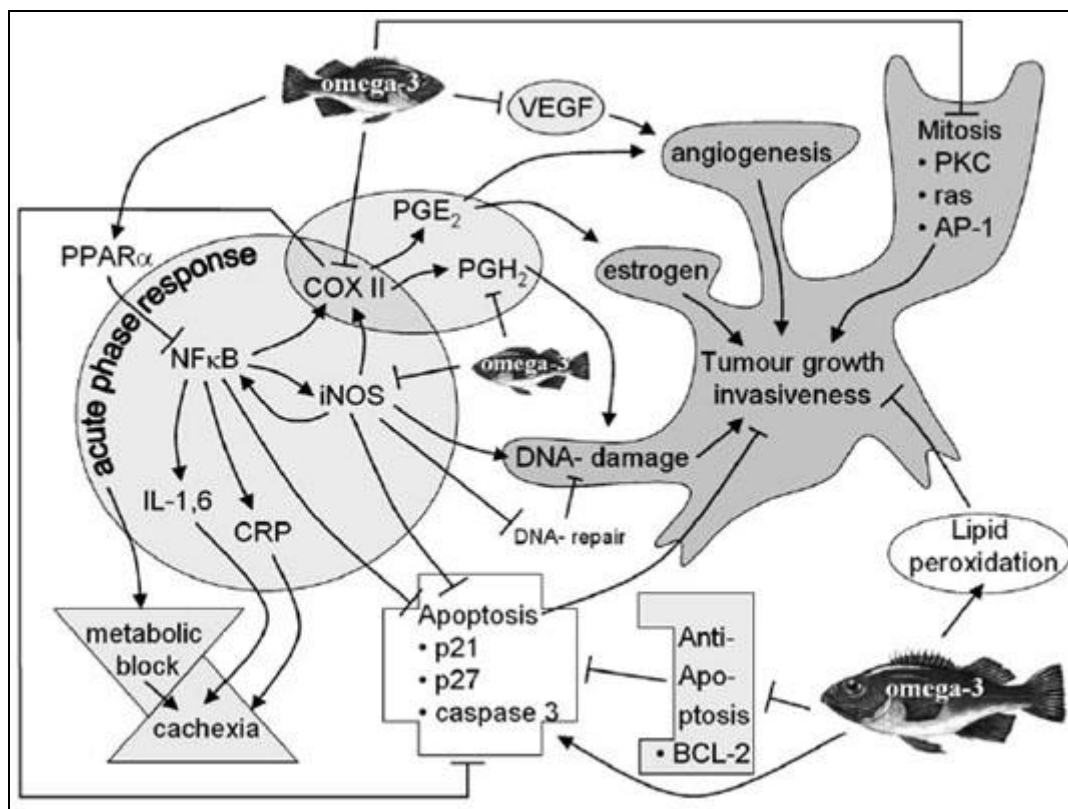 omega-3
VEGF
angiogenesis
Mitosis
• PKC
• ras
• AP-1
PGE2
PPARα
acute phase response
COX II
PGH2
estrogen
NFκB
iNOS
omega-3
Tumour growth
invasiveness
DNA- damage
IL-1,6
CRP
DNA- repair
Lipid
peroxidation
metabolic
block
cachexia
Apoptosis
• p21
• p27
• caspase 3
Anti-
Apo-
ptosis
• BCL-2
omega-3